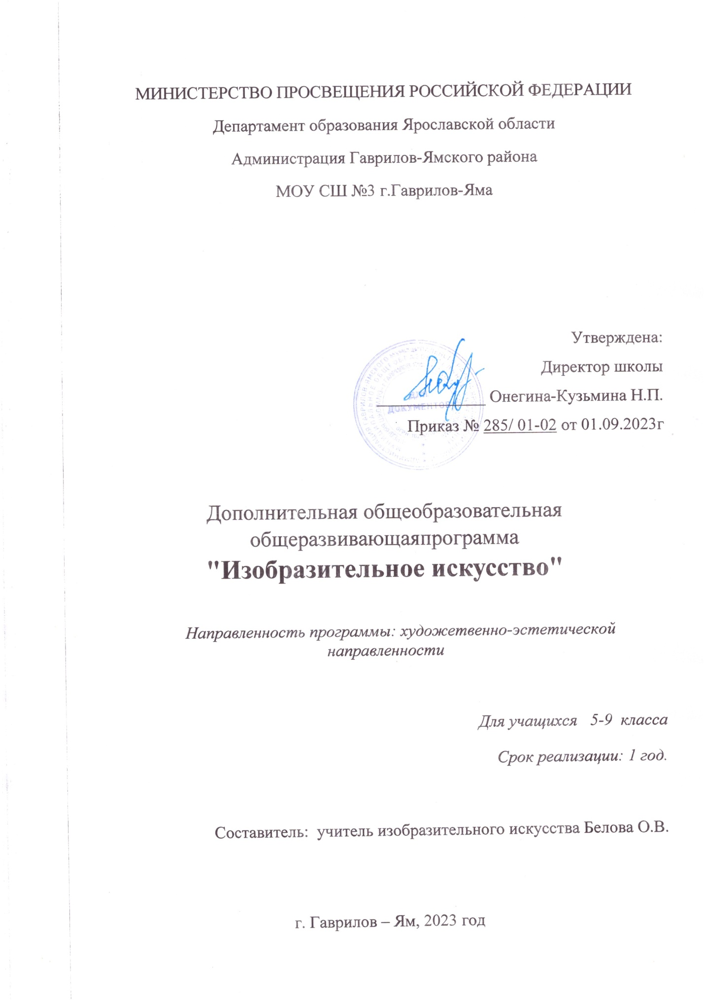 МИНИСТЕРСТВО ПРОСВЕЩЕНИЯ РОССИЙСКОЙ ФЕДЕРАЦИИ
Департамент образования Ярославской области
Администрация Гаврилов-Ямского района
МОУ СШ №3 г.Гаврилов-Яма
Утверждена:
Директор школы
Онегина-Кузьмина Н.П.
ДЛЯ
ДОКУМЕНТОВ
Приказ № 285/ 01-02 от 01.09.2023г
Дополнительная общеобразовательная
общеразвивающаяпрограмма
"Изобразительное искусство"
Направленность программы: художетвенно-эстетической
направленности
Для учащихся 5-9 класса
Срок реализации: 1 год.
Составитель: учитель изобразительного искусства Белова О.В.
г. Гаврилов – Ям, 2023 год